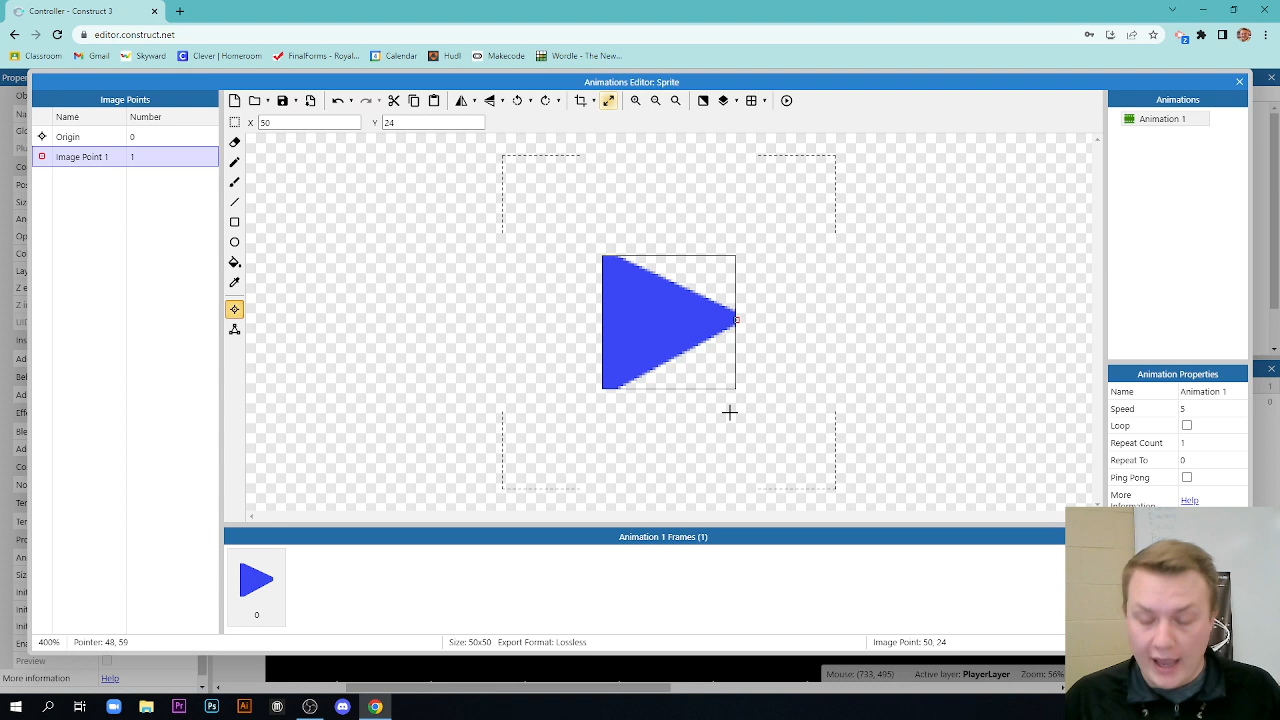 Controller - Construct 3
editor.construct.net
Classroom Gmail Skyward Clever | Homeroom FinalForms - Royal... Calendar Hudl Makecode Wordle - The New...
Animations Editor: Sprite
Image Points
Name Number
Origin 0
Image Point 1 1
X 50 Y 24
Animations
Animation 1
Animation Properties
Name Animation 1
Speed 5
Loop
Repeat Count 1
Repeat To 0
Ping Pong
More Information Help
Animation 1 Frames (1)
0
400% Pointer: 48, 59 Size: 50x50 Export Format: Lossless Image Point: 50, 24
Preview
More information Help
Mouse: (733, 495) Active layer: PlayerLayer Zoom: 56%